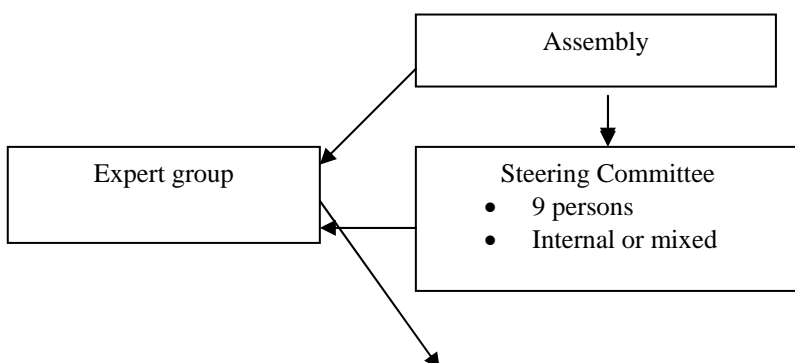 Assembly
Expert group
Steering Committee
• 9 persons
• Internal or mixed